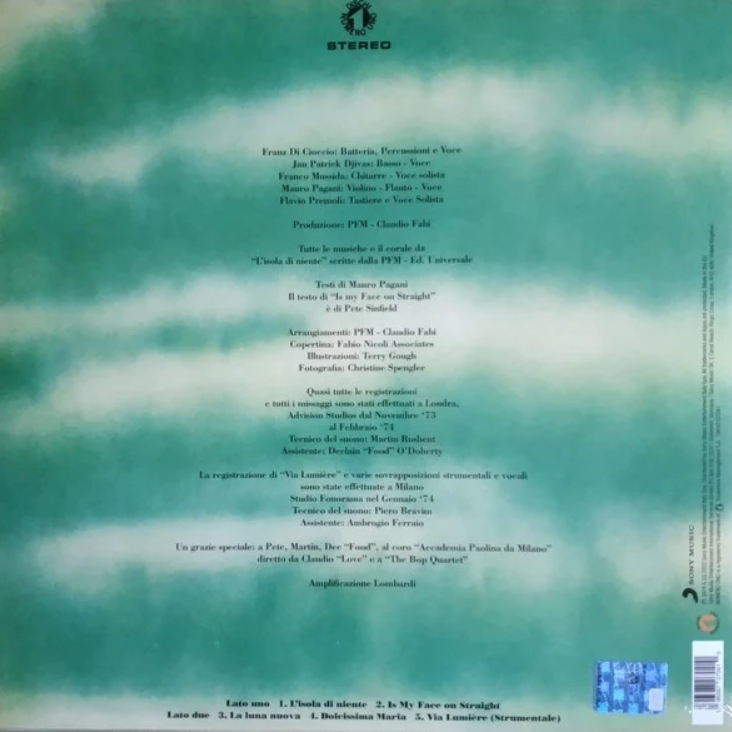 STEREO
Franz Di Cioccio: Batteria, Percussioni e Voce
Jan Patrick Djivas: Basso - Voce
Franco Mussida: Chitarre - Voce solista
Mauro Pagani: Violino - Flauto - Voce
Flavio Premoli: Tastiere e Voce Solista
Produzione: PFM - Claudio Fabi
Tutte le musiche e il corale da
"L'isola di niente" scritte dalla PFM - Ed. Universale
Testi di Mauro Pagani
Il testo di "Is my Face on Straight"
è di Pete Sinfield
Arrangiamenti: PFM - Claudio Fabi
Copertina: Fabio Nicoli Associates
Illustrazioni: Terry Gough
Fotografia: Christine Spengler
Quasi tutte le registrazioni
e tutti i missaggi sono stati effettuati a Londra,
Advision Studios dal Novembre '73
al Febbraio '74
Tecnico del suono: Martin Rushent
Assistente: Declain "Food" O'Doherty
La registrazione di "Via Lumière" e varie sovrapposizioni strumentali e vocali
sono state effettuate a Milano
Studio Fonorama nel Gennaio '74
Tecnico del suono: Piero Bravin
Assistente: Ambrogio Ferraio
Un grazie speciale: a Pete, Martin, Dec "Food", al coro "Accademia Paolina da Milano"
diretto da Claudio "Love" e a "The Bop Quartet"
Amplificazione Lombardi
SONY MUSIC
Lato uno 1. L'isola di niente 2. Is My Face on Straight
Lato due 3. La luna nuova 4. Dolcissima Maria 5. Via Lumière (Strumentale)